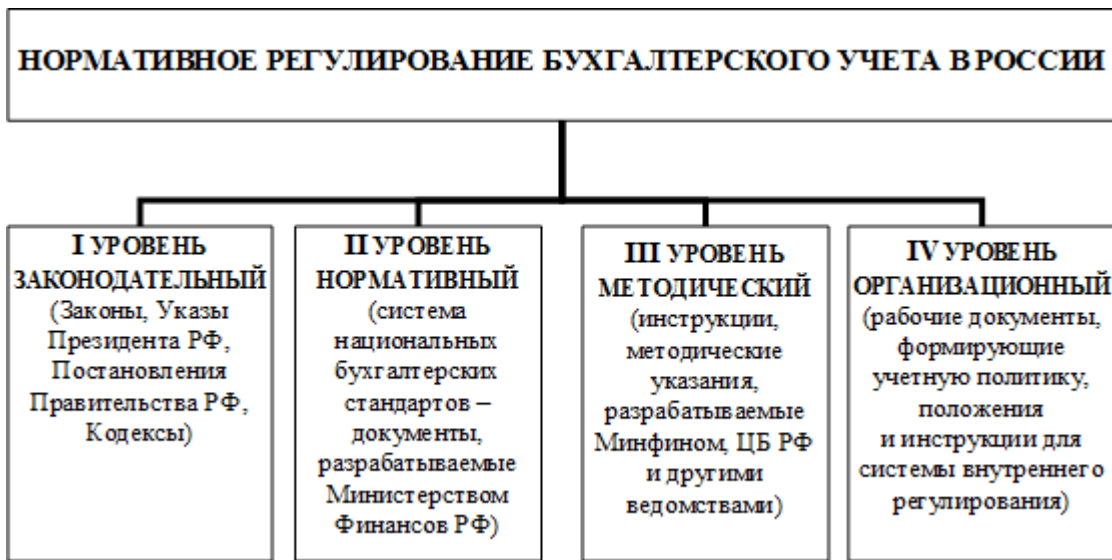 НОРМАТИВНОЕ РЕГУЛИРОВАНИЕ БУХГАЛТЕРСКОГО УЧЕТА В РОССИИ
I УРОВЕНЬ
ЗАКОНОДАТЕЛЬНЫЙ
(Законы, Указы
Президента РФ,
Постановления
Правительства РФ,
Кодексы)
II УРОВЕНЬ
НОРМАТИВНЫЙ
(система
национальных
бухгалтерских
стандартов –
документы,
разрабатываемые
Министерством
Финансов РФ)
III УРОВЕНЬ
МЕТОДИЧЕСКИЙ
(инструкции,
методические
указания,
разрабатываемые
Минфином, ЦБ РФ
и другими
ведомствами)
IV УРОВЕНЬ
ОРГАНИЗАЦИОННЫЙ
(рабочие документы,
формирующие
учетную политику,
положения
и инструкции для
системы внутреннего
регулирования)